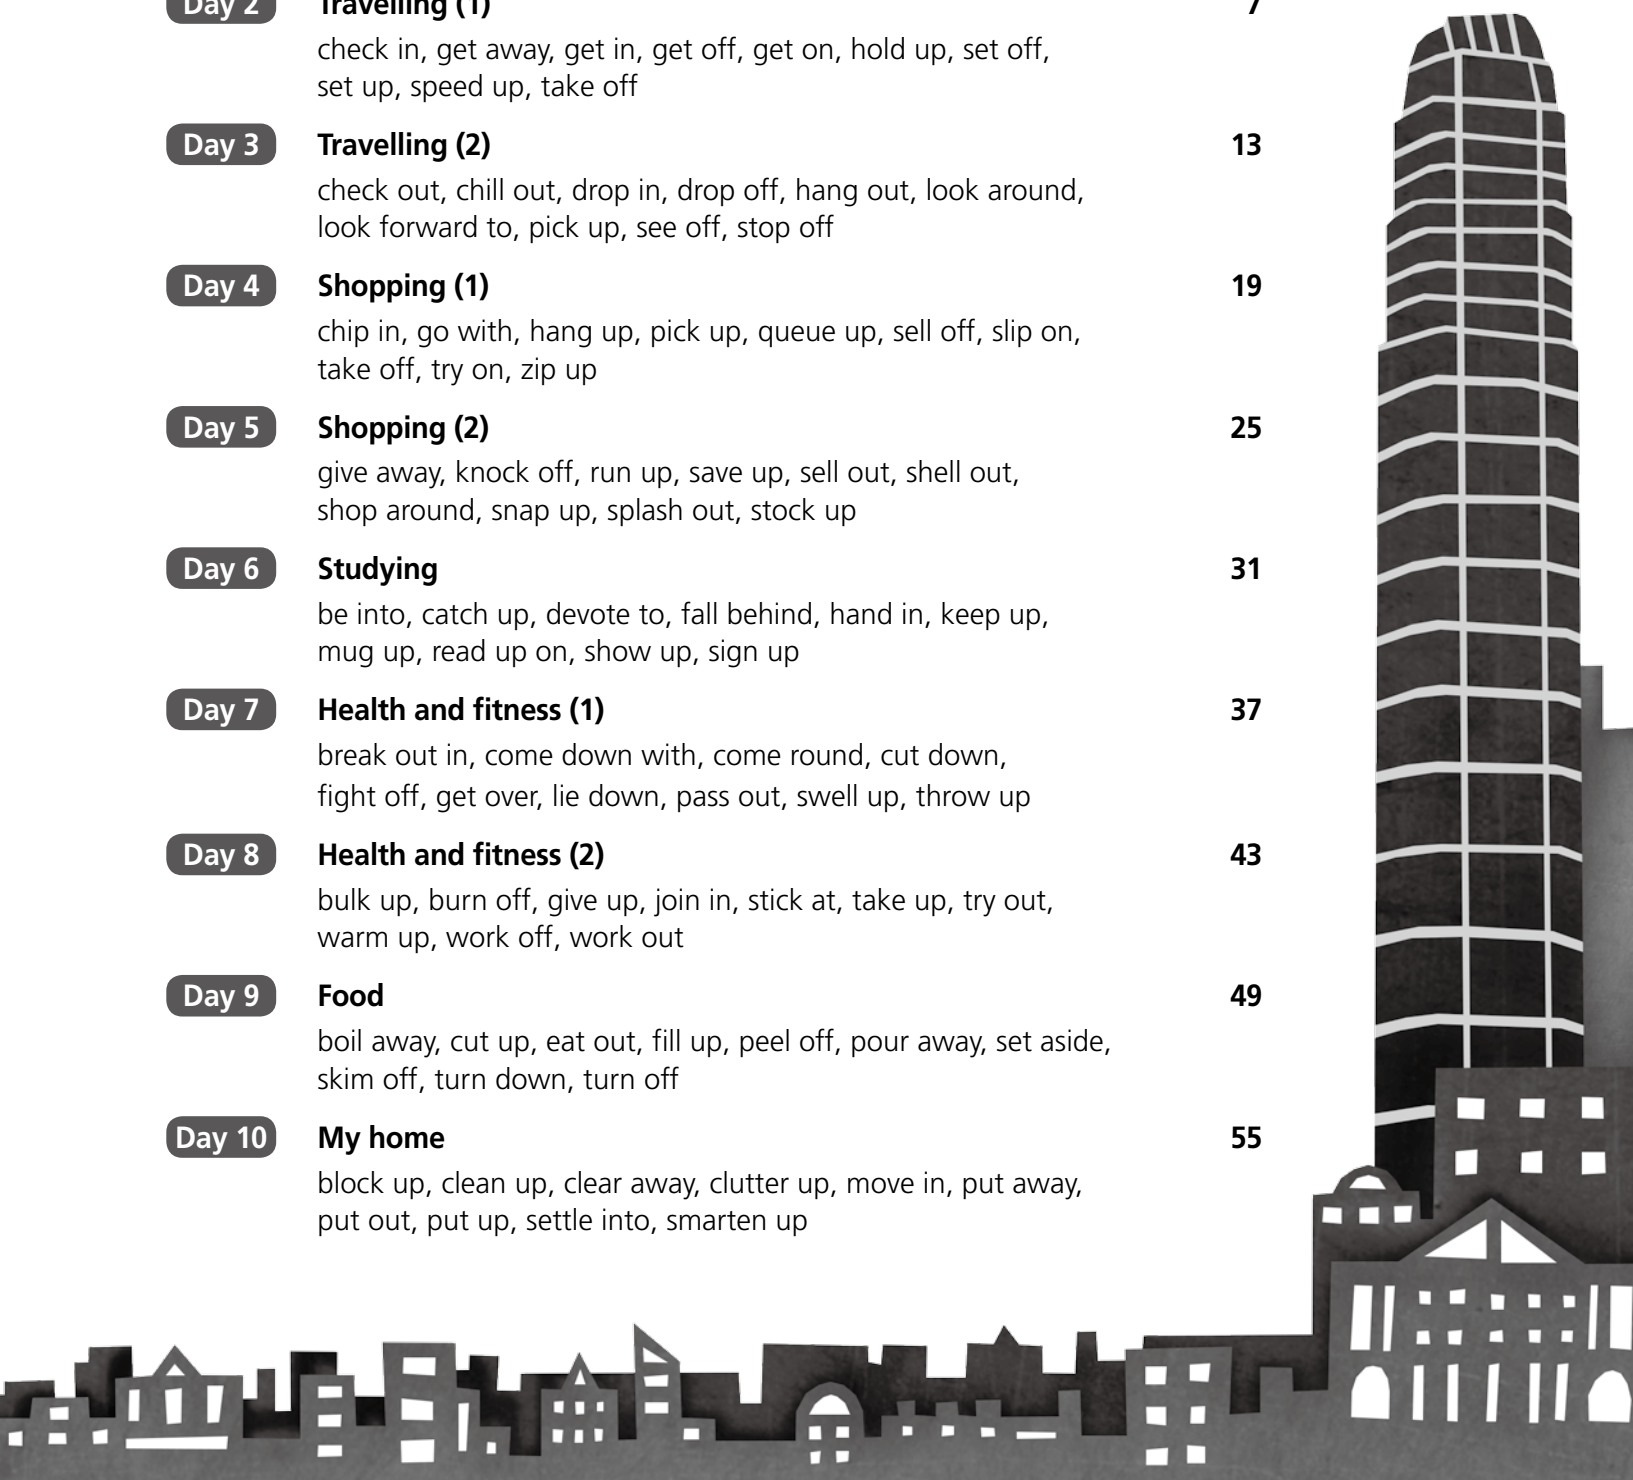 Day 2 Travelling (1) 7
check in, get away, get in, get off, get on, hold up, set off,
set up, speed up, take off
Day 3 Travelling (2) 13
check out, chill out, drop in, drop off, hang out, look around,
look forward to, pick up, see off, stop off
Day 4 Shopping (1) 19
chip in, go with, hang up, pick up, queue up, sell off, slip on,
take off, try on, zip up
Day 5 Shopping (2) 25
give away, knock off, run up, save up, sell out, shell out,
shop around, snap up, splash out, stock up
Day 6 Studying 31
be into, catch up, devote to, fall behind, hand in, keep up,
mug up, read up on, show up, sign up
Day 7 Health and fitness (1) 37
break out in, come down with, come round, cut down,
fight off, get over, lie down, pass out, swell up, throw up
Day 8 Health and fitness (2) 43
bulk up, burn off, give up, join in, stick at, take up, try out,
warm up, work off, work out
Day 9 Food 49
boil away, cut up, eat out, fill up, peel off, pour away, set aside,
skim off, turn down, turn off
Day 10 My home 55
block up, clean up, clear away, clutter up, move in, put away,
put out, put up, settle into, smarten up